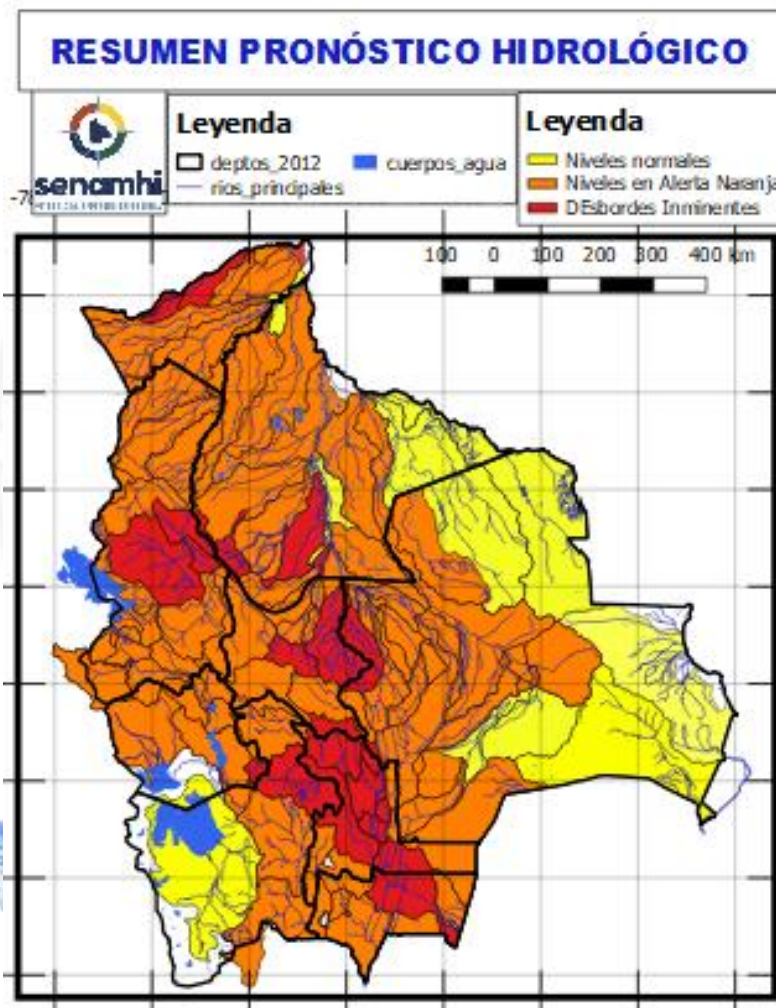 RESUMEN PRONÓSTICO HIDROLÓGICO
senamhi
Leyenda
deptos_2012
cuerpos_agua
rios_principales
Leyenda
Niveles normales
Niveles en Alerta Naranja
DEsbordes Inminentes
100 0 100 200 300 400 km